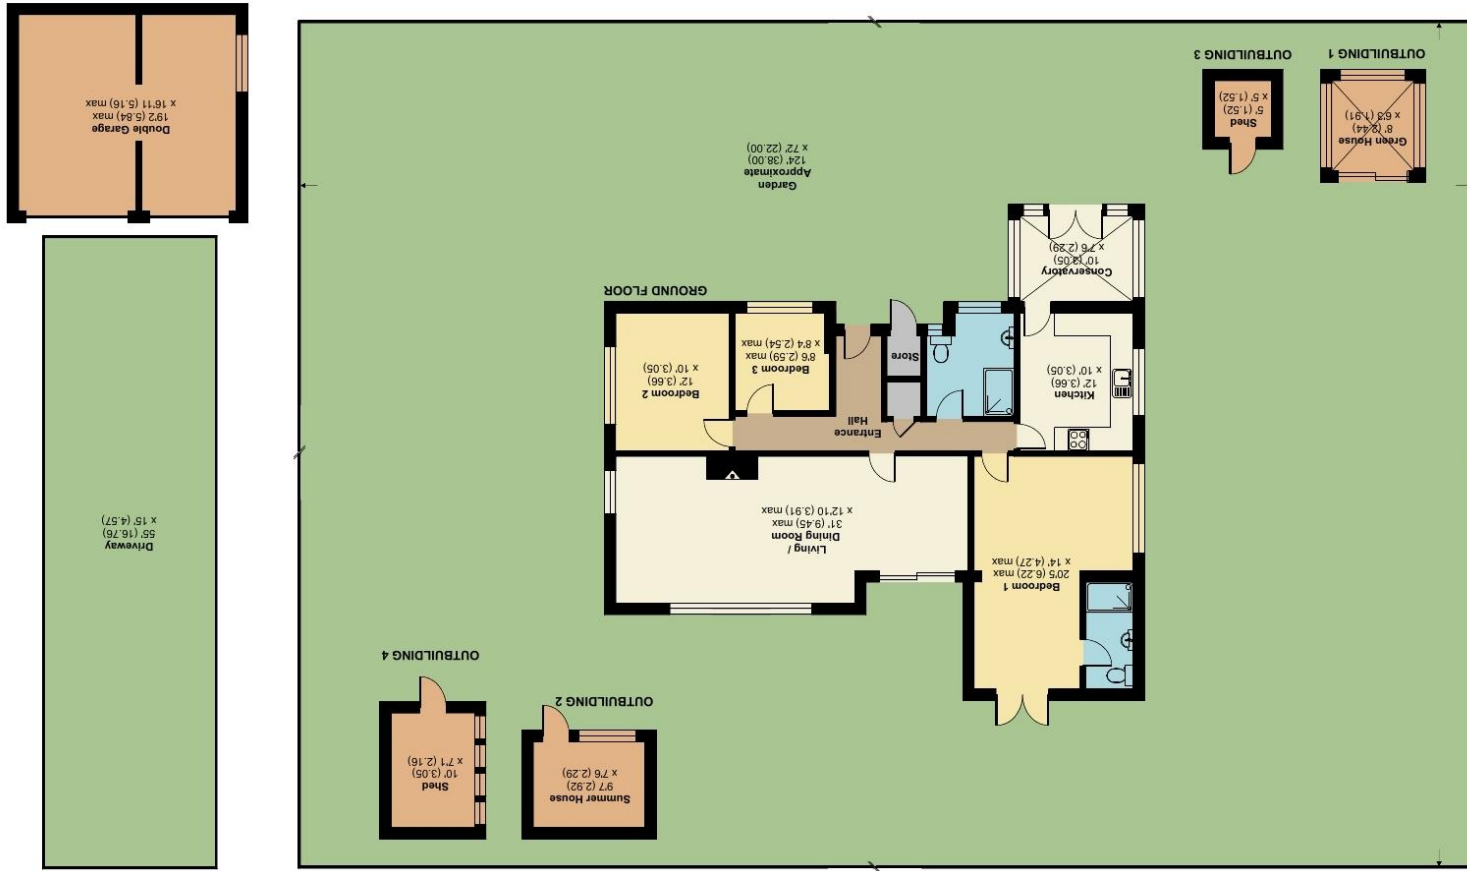 Summer House
9'7 (2.92)
x 7'6 (2.29)
Shed
10' (3.05)
x 7'1 (2.16)
OUTBUILDING 2
OUTBUILDING 4
Bedroom 1
20'5 (6.22) max
x 14' (4.27) max
Living /
Dining Room
31' (9.45) max
x 12'10 (3.91) max
Driveway
55' (16.76)
x 15' (4.57)
Entrance
Hall
Kitchen
12' (3.66)
x 10' (3.05)
Store
Bedroom 3
8'6 (2.59) max
x 8'4 (2.54) max
Bedroom 2
12' (3.66)
x 10' (3.05)
GROUND FLOOR
Conservatory
10' (3.05)
x 7'6 (2.29)
Garden
Approximate
124' (38.00)
x 72' (22.00)
Green House
8' (2.44)
x 6'3 (1.91)
Shed
5' (1.52)
x 5' (1.52)
Double Garage
19'2 (5.84) max
x 16'11 (5.16) max
OUTBUILDING 1
OUTBUILDING 3